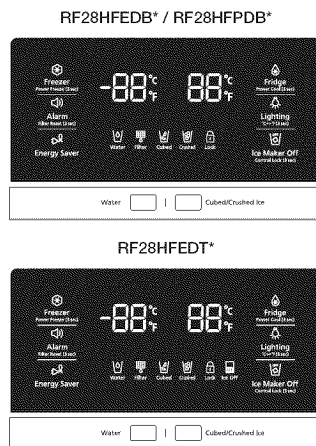 RF28HFEDB* / RF28HFPDB*
Freezer
Power Freeze (3 sec)
Alarm
Filter Reset (3 sec)
Energy Saver
-88°C °F
88°C °F
Water Filter Cubed Crushed Lock
Fridge
Power Cool (3 sec)
Lighting
°C↔°F (3 sec)
Ice Maker Off
Control Lock (3 sec)
Water | Cubed/Crushed Ice
RF28HFEDT*
Freezer
Power Freeze (3 sec)
Alarm
Filter Reset (3 sec)
Energy Saver
-88°C °F
88°C °F
Water Filter Cubed Crushed Lock Ice Off
Fridge
Power Cool (3 sec)
Lighting
°C↔°F (3 sec)
Ice Maker Off
Control Lock (3 sec)
Water | Cubed/Crushed Ice